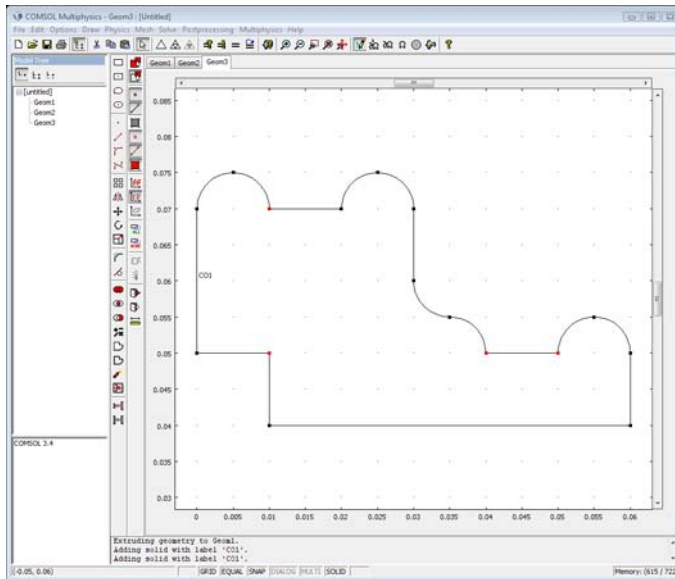 COMSOL Multiphysics - Geom3 : [Untitled]
File Edit Options Draw Physics Mesh Solve Postprocessing Multiphysics Help
Model Tree
[untitled]
Geom1
Geom2
Geom3
Geom1 Geom2 Geom3
0.085
0.08
0.075
0.07
0.065
0.06
0.055
0.05
0.045
0.04
0.035
0.03
CO1
0 0.005 0.01 0.015 0.02 0.025 0.03 0.035 0.04 0.045 0.05 0.055 0.06
COMSOL 3.4
Extruding geometry to Geom1.
Adding solid with label 'CO1'.
Adding solid with label 'CO1'.
(-0.05, 0.06) GRID EQUAL SNAP DIALOG MULTI SOLID Memory: (615 / 722